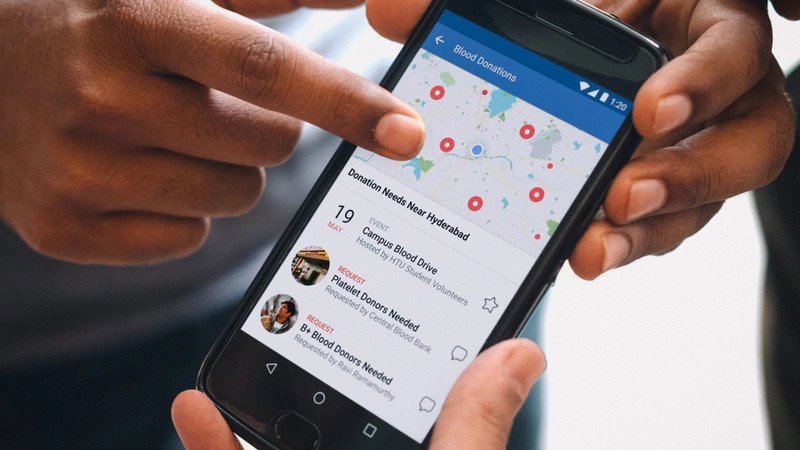 1:20
Blood Donations
Donation Needs Near Hyderabad
19
MAY
EVENT
Campus Blood Drive
Hosted by HTU Student Volunteers
REQUEST
Platelet Donors Needed
Requested by Central Blood Bank
REQUEST
B+ Blood Donors Needed
Requested by Ravi Ramamurthy